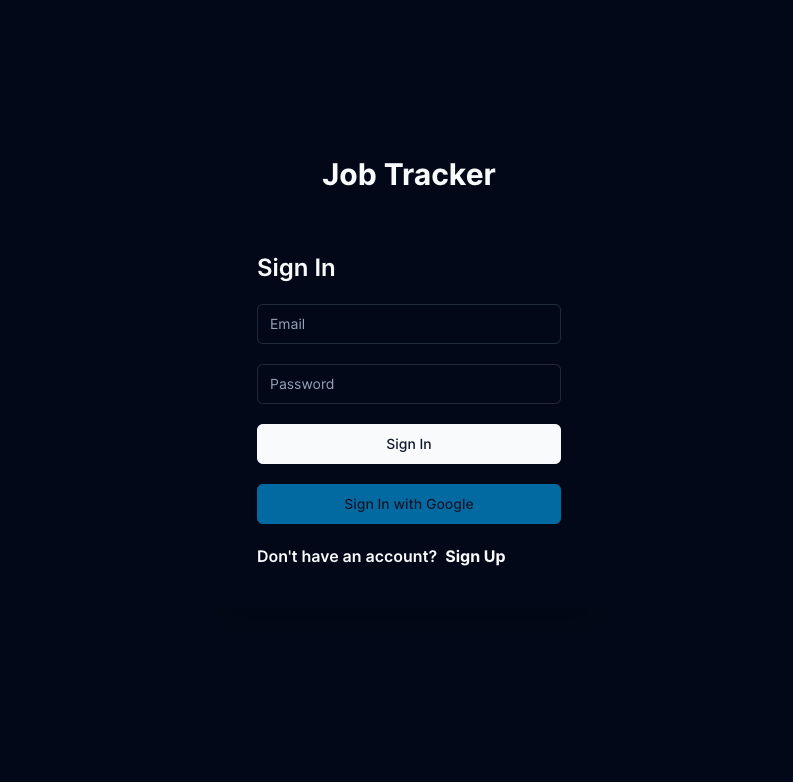 Job Tracker
Sign In
Email
Password
Sign In
Sign In with Google
Don't have an account? Sign Up